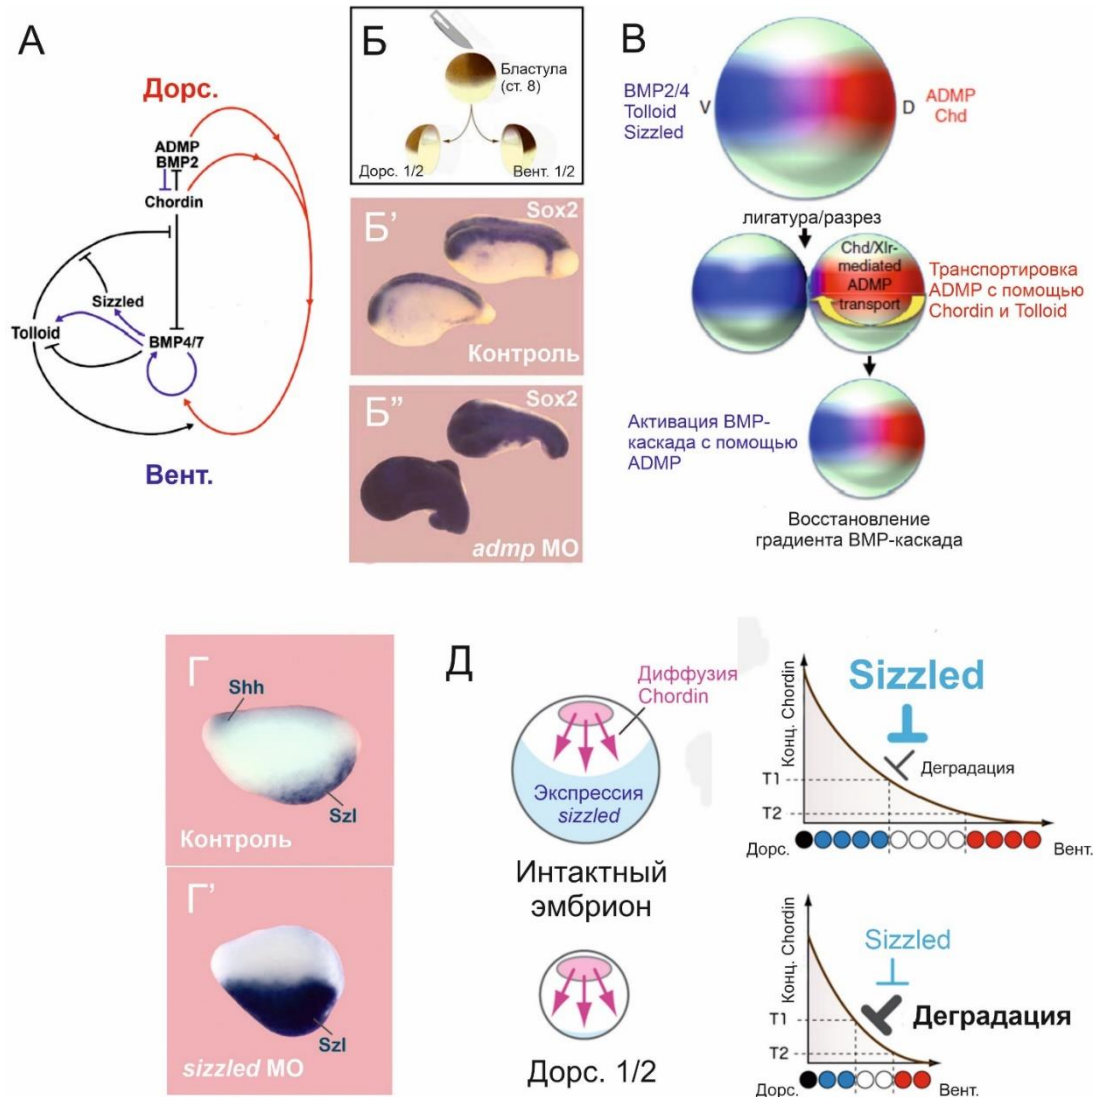 А
Дорс.
ADMP
BMP2
Chordin
Sizzled
Tolloid
BMP4/7
Вент.
Б
Бластула
(ст. 8)
Дорс. 1/2
Вент. 1/2
Б'
Sox2
Контроль
Б"
Sox2
admp МО
В
BMP2/4
Tolloid
Sizzled
V
D
ADMP
Chd
лигатура/разрез
Chd/Xlr-
mediated
ADMP
transport
Транспортировка
ADMP с помощью
Chordin и Tolloid
Активация BMP-
каскада с помощью
ADMP
Восстановление
градиента BMP-каскада
Г
Shh
Szl
Контроль
Г'
Szl
sizzled МО
Д
Диффузия
Chordin
Экспрессия
sizzled
Интактный
эмбрион
Дорс. 1/2
Конц. Chordin
Sizzled
Деградация
T1
T2
Дорс.
Вент.
Конц. Chordin
Sizzled
Деградация
T1
T2
Дорс.
Вент.